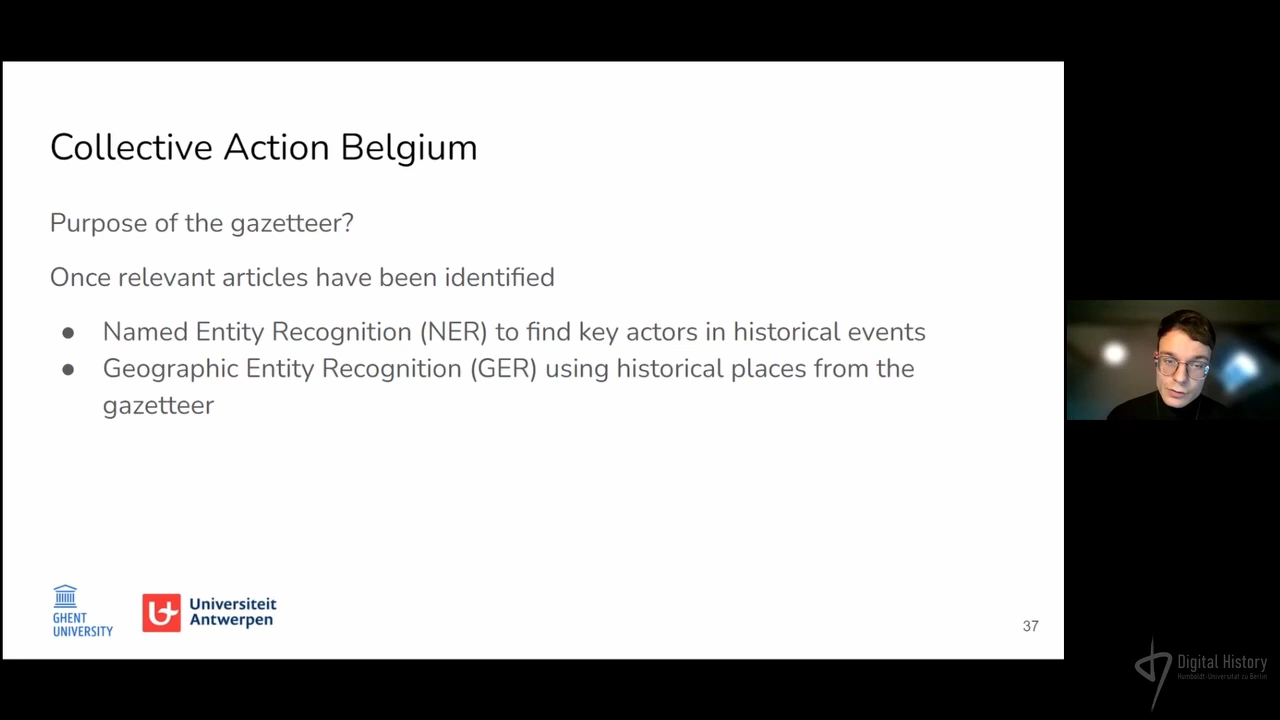 Collective Action Belgium
Purpose of the gazetteer?
Once relevant articles have been identified
● Named Entity Recognition (NER) to find key actors in historical events
● Geographic Entity Recognition (GER) using historical places from the
gazetteer
GHENT
UNIVERSITY
Universiteit
Antwerpen
37
Digital History
Humboldt-Universität zu Berlin